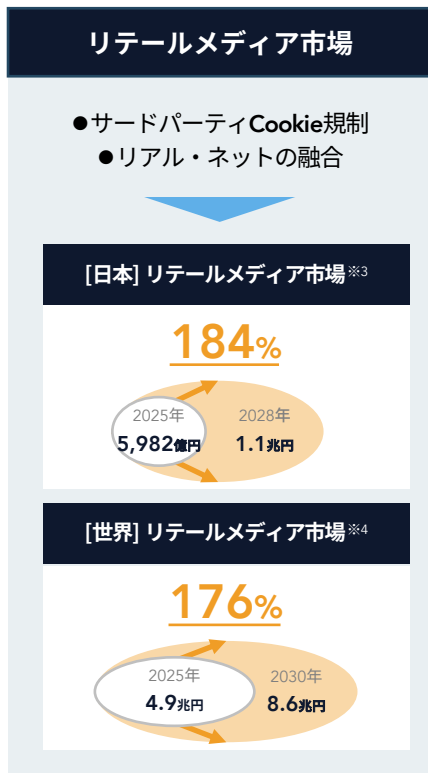 リテールメディア市場
●サードパーティCookie規制
●リアル・ネットの融合
[日本] リテールメディア市場※3
184%
2025年
5,982億円
2028年
1.1兆円
[世界] リテールメディア市場※4
176%
2025年
4.9兆円
2030年
8.6兆円